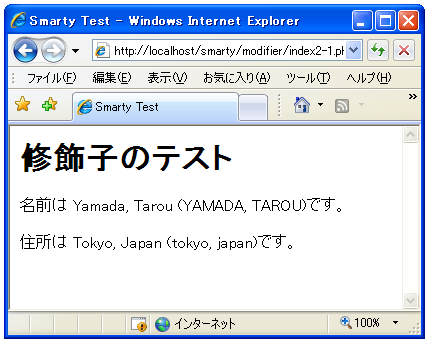 Smarty Test - Windows Internet Explorer
http://localhost/smarty/modifier/index2-1.ph
ファイル(F) 編集(E) 表示(V) お気に入り(A) ツール(T) ヘルプ(H)
Smarty Test
修飾子のテスト
名前は Yamada, Tarou (YAMADA, TAROU)です。
住所は Tokyo, Japan (tokyo, japan)です。
インターネット 100%